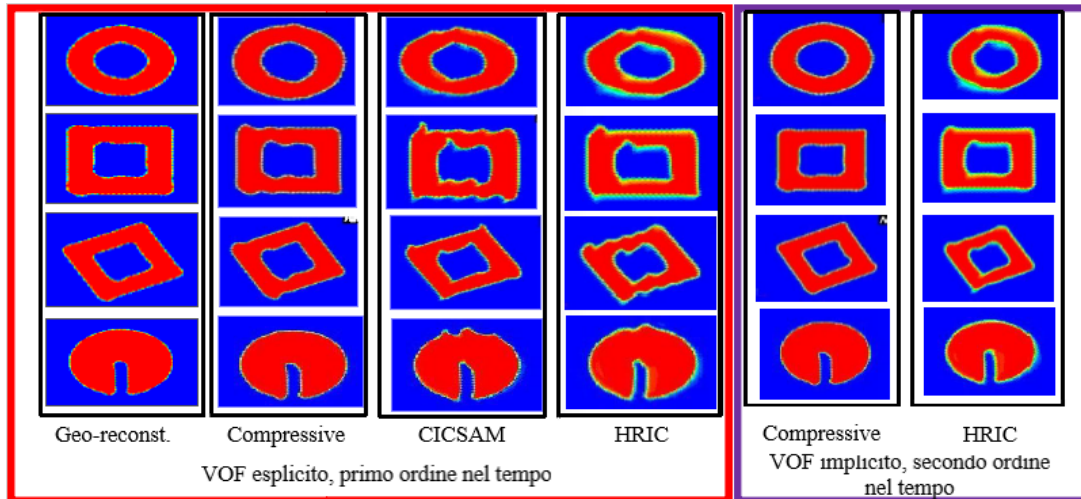 Geo-reconst.
Compressive
CICSAM
HRIC
VOF esplicito, primo ordine nel tempo
Compressive
HRIC
VOF implicito, secondo ordine
nel tempo